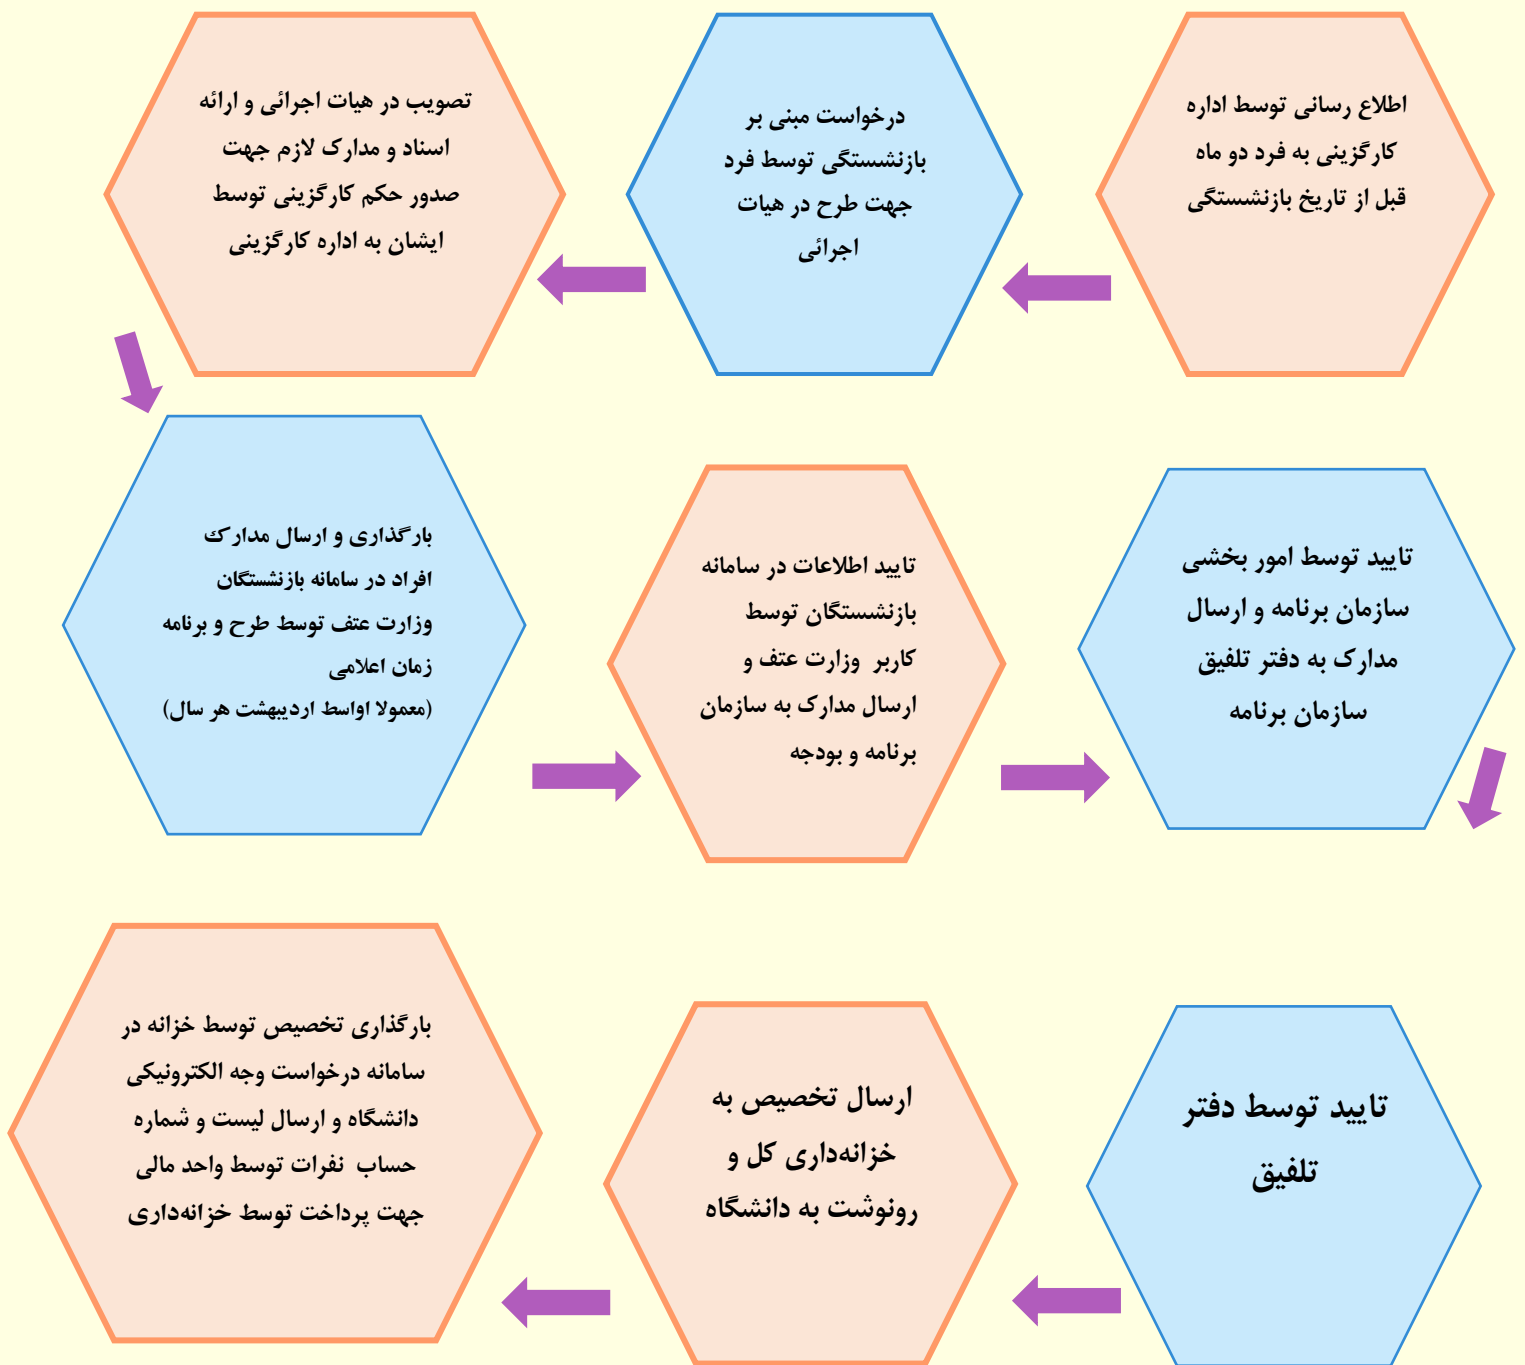 اطلاع رسانی توسط اداره
کارگزینی به فرد دو ماه
قبل از تاریخ بازنشستگی
درخواست مبنی بر
بازنشستگی توسط فرد
جهت طرح در هیات
اجرائی
تصویب در هیات اجرائی و ارائه
اسناد و مدارک لازم جهت
صدور حکم کارگزینی توسط
ایشان به اداره کارگزینی
بارگذاری و ارسال مدارک
افراد در سامانه بازنشستگان
وزارت عتف توسط طرح و برنامه
زمان اعلامی
(معمولا اواسط اردیبهشت هر سال)
تایید اطلاعات در سامانه
بازنشستگان توسط
کاربر وزارت عتف و
ارسال مدارک به سازمان
برنامه و بودجه
تایید توسط امور بخشی
سازمان برنامه و ارسال
مدارک به دفتر تلفیق
سازمان برنامه
تایید توسط دفتر
تلفیق
ارسال تخصیص به
خزانه‌داری کل و
رونوشت به دانشگاه
بارگذاری تخصیص توسط خزانه در
سامانه درخواست وجه الکترونیکی
دانشگاه و ارسال لیست و شماره
حساب نفرات توسط واحد مالی
جهت پرداخت توسط خزانه‌داری